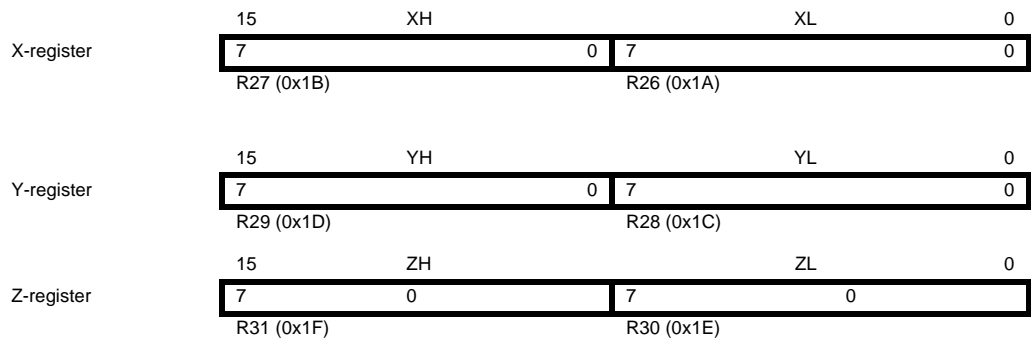 15 XH XL 0
X-register 7 0 7 0
R27 (0x1B) R26 (0x1A)
15 YH YL 0
Y-register 7 0 7 0
R29 (0x1D) R28 (0x1C)
15 ZH ZL 0
Z-register 7 0 7 0
R31 (0x1F) R30 (0x1E)